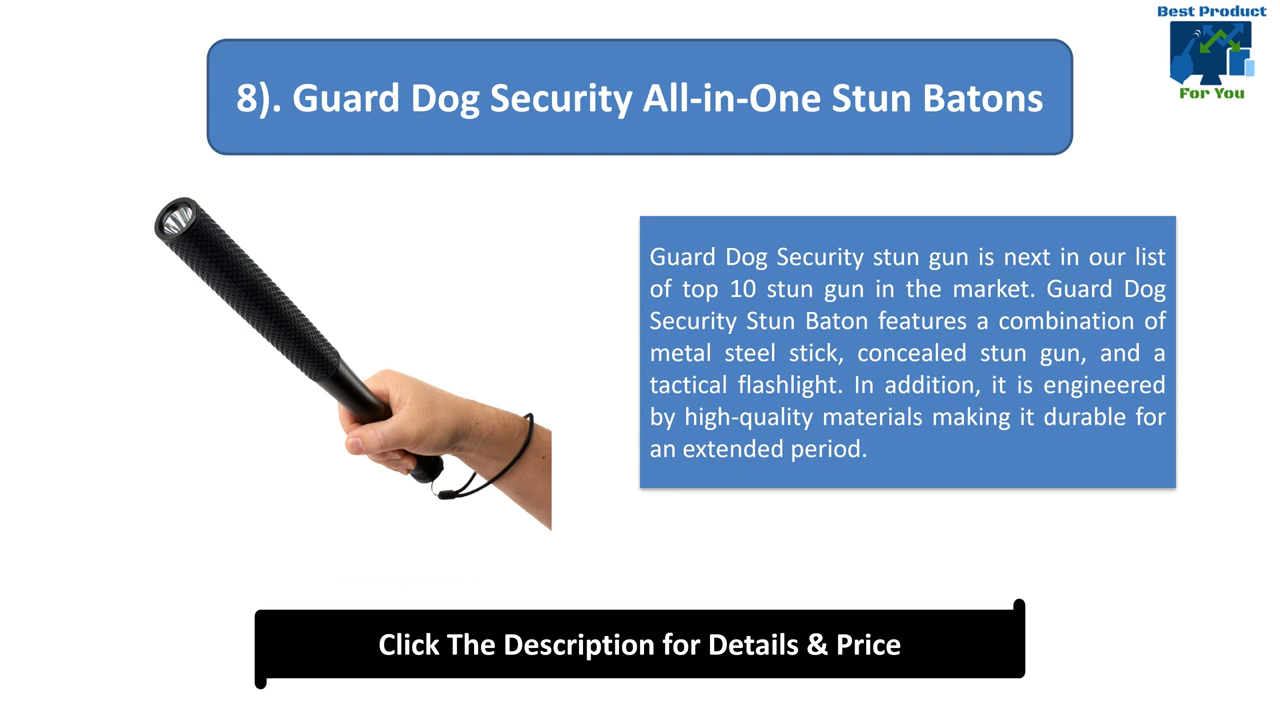 Best Product
For You
8). Guard Dog Security All-in-One Stun Batons
Guard Dog Security stun gun is next in our list
of top 10 stun gun in the market. Guard Dog
Security Stun Baton features a combination of
metal steel stick, concealed stun gun, and a
tactical flashlight. In addition, it is engineered
by high-quality materials making it durable for
an extended period.
Click The Description for Details & Price